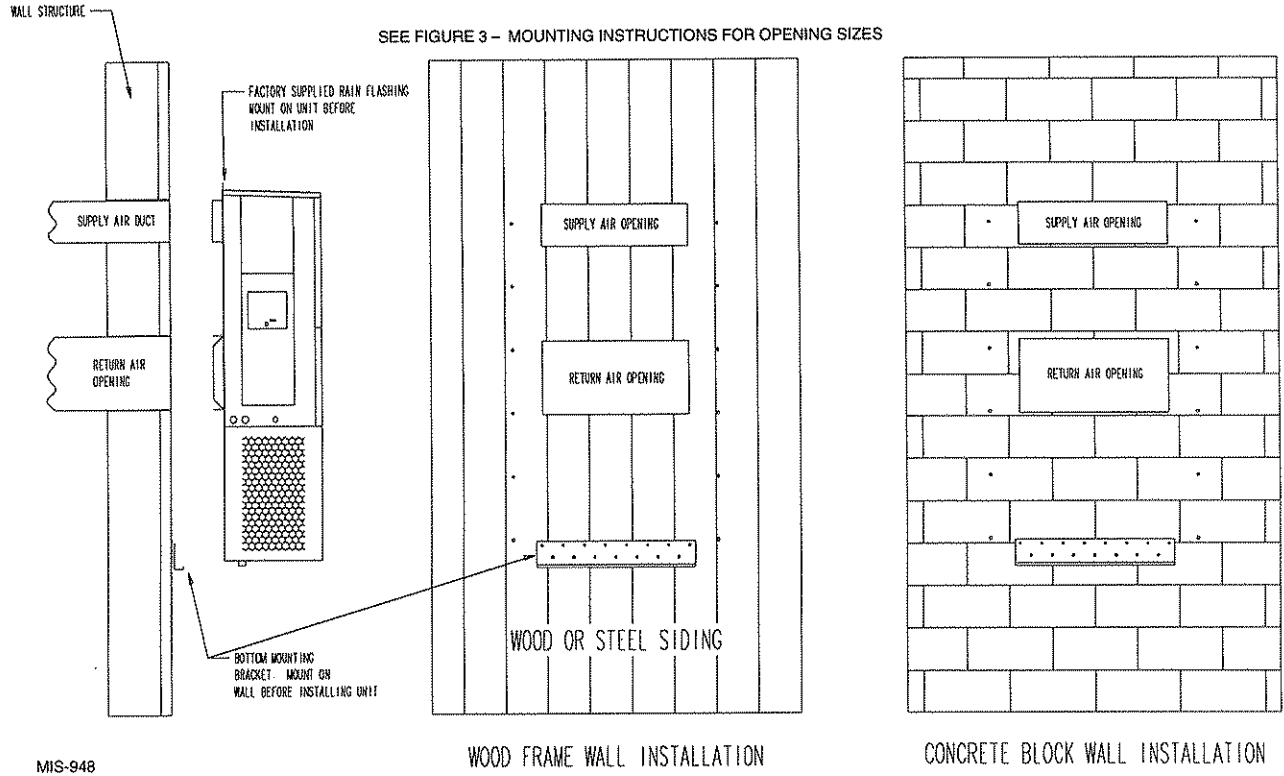 WALL STRUCTURE
SEE FIGURE 3 – MOUNTING INSTRUCTIONS FOR OPENING SIZES
FACTORY SUPPLIED RAIN FLASHING
MOUNT ON UNIT BEFORE
INSTALLATION
SUPPLY AIR DUCT
RETURN AIR
OPENING
BOTTOM MOUNTING
BRACKET. MOUNT ON
WALL BEFORE INSTALLING UNIT
SUPPLY AIR OPENING
RETURN AIR OPENING
WOOD OR STEEL SIDING
WOOD FRAME WALL INSTALLATION
SUPPLY AIR OPENING
RETURN AIR OPENING
CONCRETE BLOCK WALL INSTALLATION
MIS-948